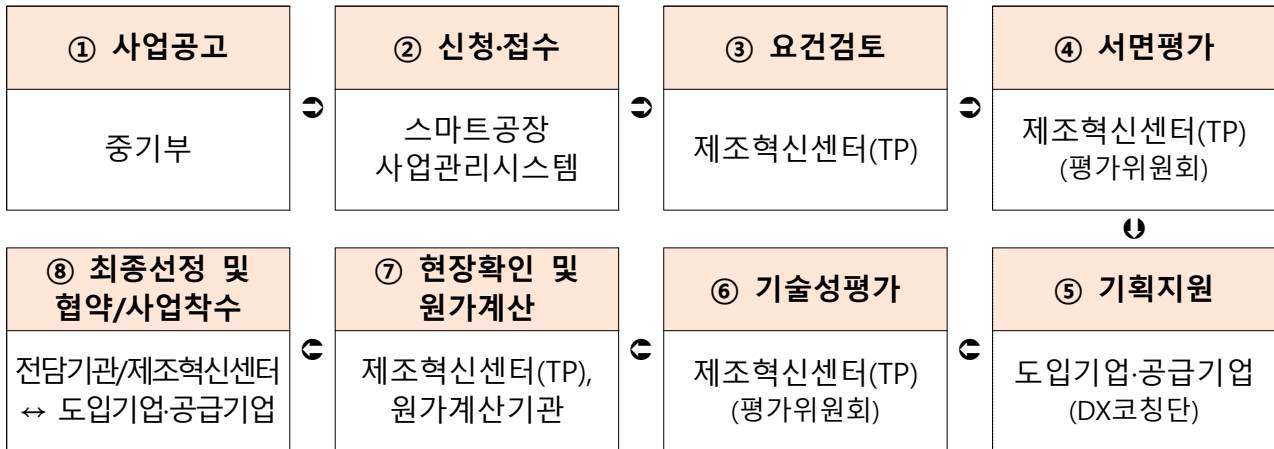 ① 사업공고
중기부
② 신청·접수
스마트공장
사업관리시스템
③ 요건검토
제조혁신센터(TP)
④ 서면평가
제조혁신센터(TP)
(평가위원회)
⑤ 기획지원
도입기업·공급기업
(DX코칭단)
⑥ 기술성평가
제조혁신센터(TP)
(평가위원회)
⑦ 현장확인 및
원가계산
제조혁신센터(TP),
원가계산기관
⑧ 최종선정 및
협약/사업착수
전담기관/제조혁신센터
↔ 도입기업·공급기업